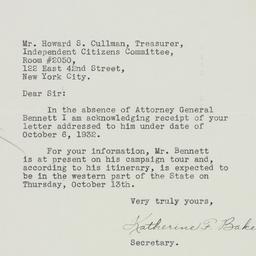 Mr. Howard S. Cullman, Treasurer,
Independent Citizens Committee,
Room #2050,
122 East 42nd Street,
New York City.
Dear Sir:
In the absence of Attorney General
Bennett I am acknowledging receipt of your
letter addressed to him under date of
October 6, 1932.
For your information, Mr. Bennett
is at present on his campaign tour and,
according to his itinerary, is expected to
be in the western part of the State on
Thursday, October 13th.
Very truly yours,
Katherine F. Bake
Secretary.